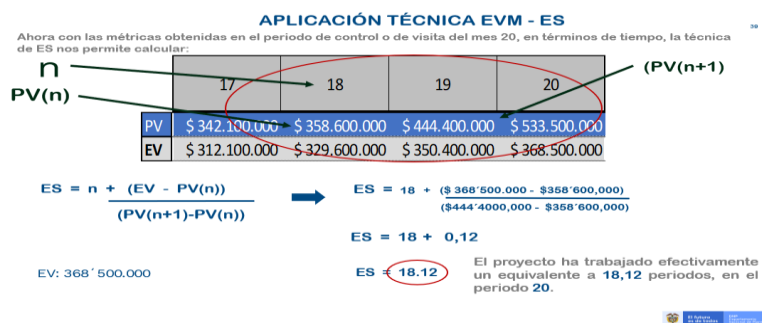 APLICACIÓN TÉCNICA EVM - ES
Ahora con las métricas obtenidas en el periodo de control o de visita del mes 20, en términos de tiempo, la técnica
de ES nos permite calcular:
n
PV(n)
(PV(n+1)
17 18 19 20
PV $ 342.100.000 $ 358.600.000 $ 444.400.000 $ 533.500.000
EV $ 312.100.000 $ 329.600.000 $ 350.400.000 $ 368.500.000
ES = n + (EV - PV(n))
(PV(n+1)-PV(n))
ES = 18 + ($ 368'500.000 - $358'600,000)
($444'4000,000 - $358'600,000)
ES = 18 + 0,12
EV: 368´500.000
ES = 18.12
El proyecto ha trabajado efectivamente
un equivalente a 18,12 periodos, en el
periodo 20.
El futuro
es de todos